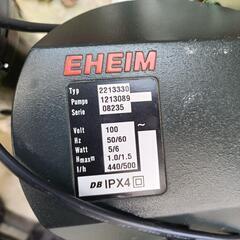 EHEIM
Typ 2213330
Pumpe 1213089
Serie 08235
Volt 100 ~
Hz 50/60
Watt 5/6
Hmax m 1.0/1.5
l/h 440/500
DB IPX4